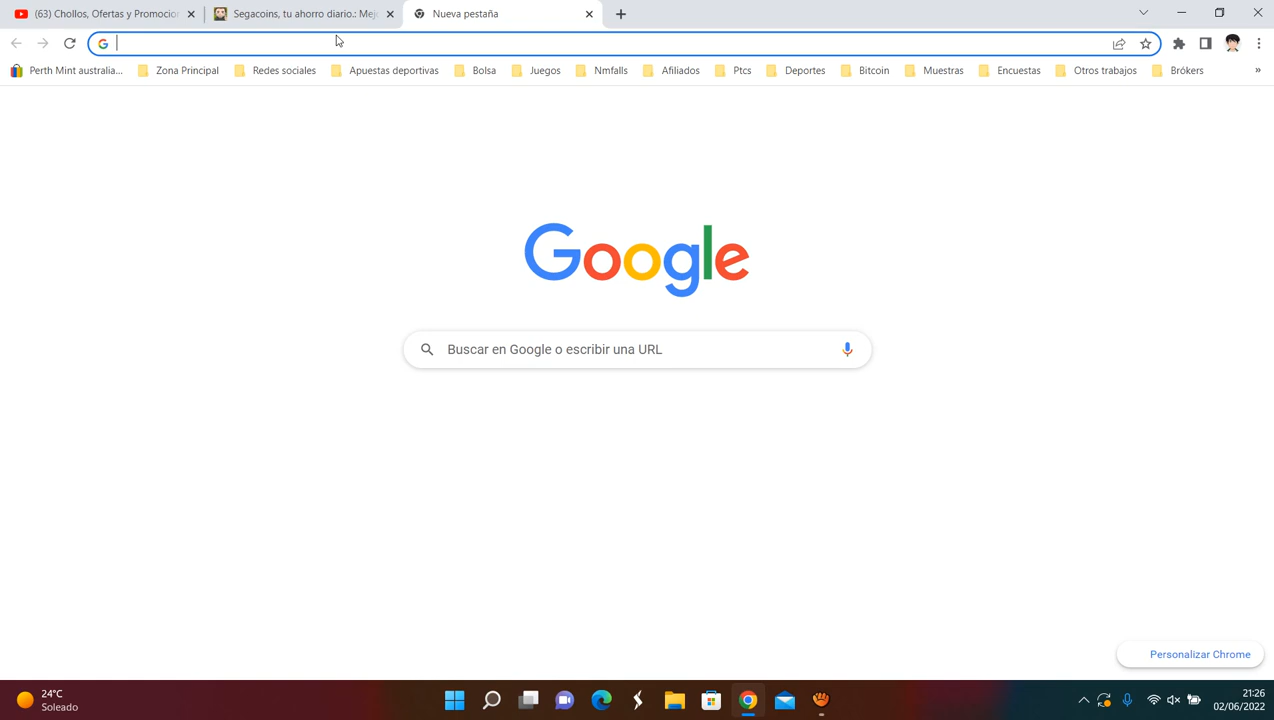 (63) Chollos, Ofertas y Promocion
Segacoins, tu ahorro diario.: Mej
Nueva pestaña
Perth Mint australia...
Zona Principal
Redes sociales
Apuestas deportivas
Bolsa
Juegos
Nmfalls
Afiliados
Ptcs
Deportes
Bitcoin
Muestras
Encuestas
Otros trabajos
Brókers
»
Google
Buscar en Google o escribir una URL
Personalizar Chrome
24°C
Soleado
21:26
02/06/2022